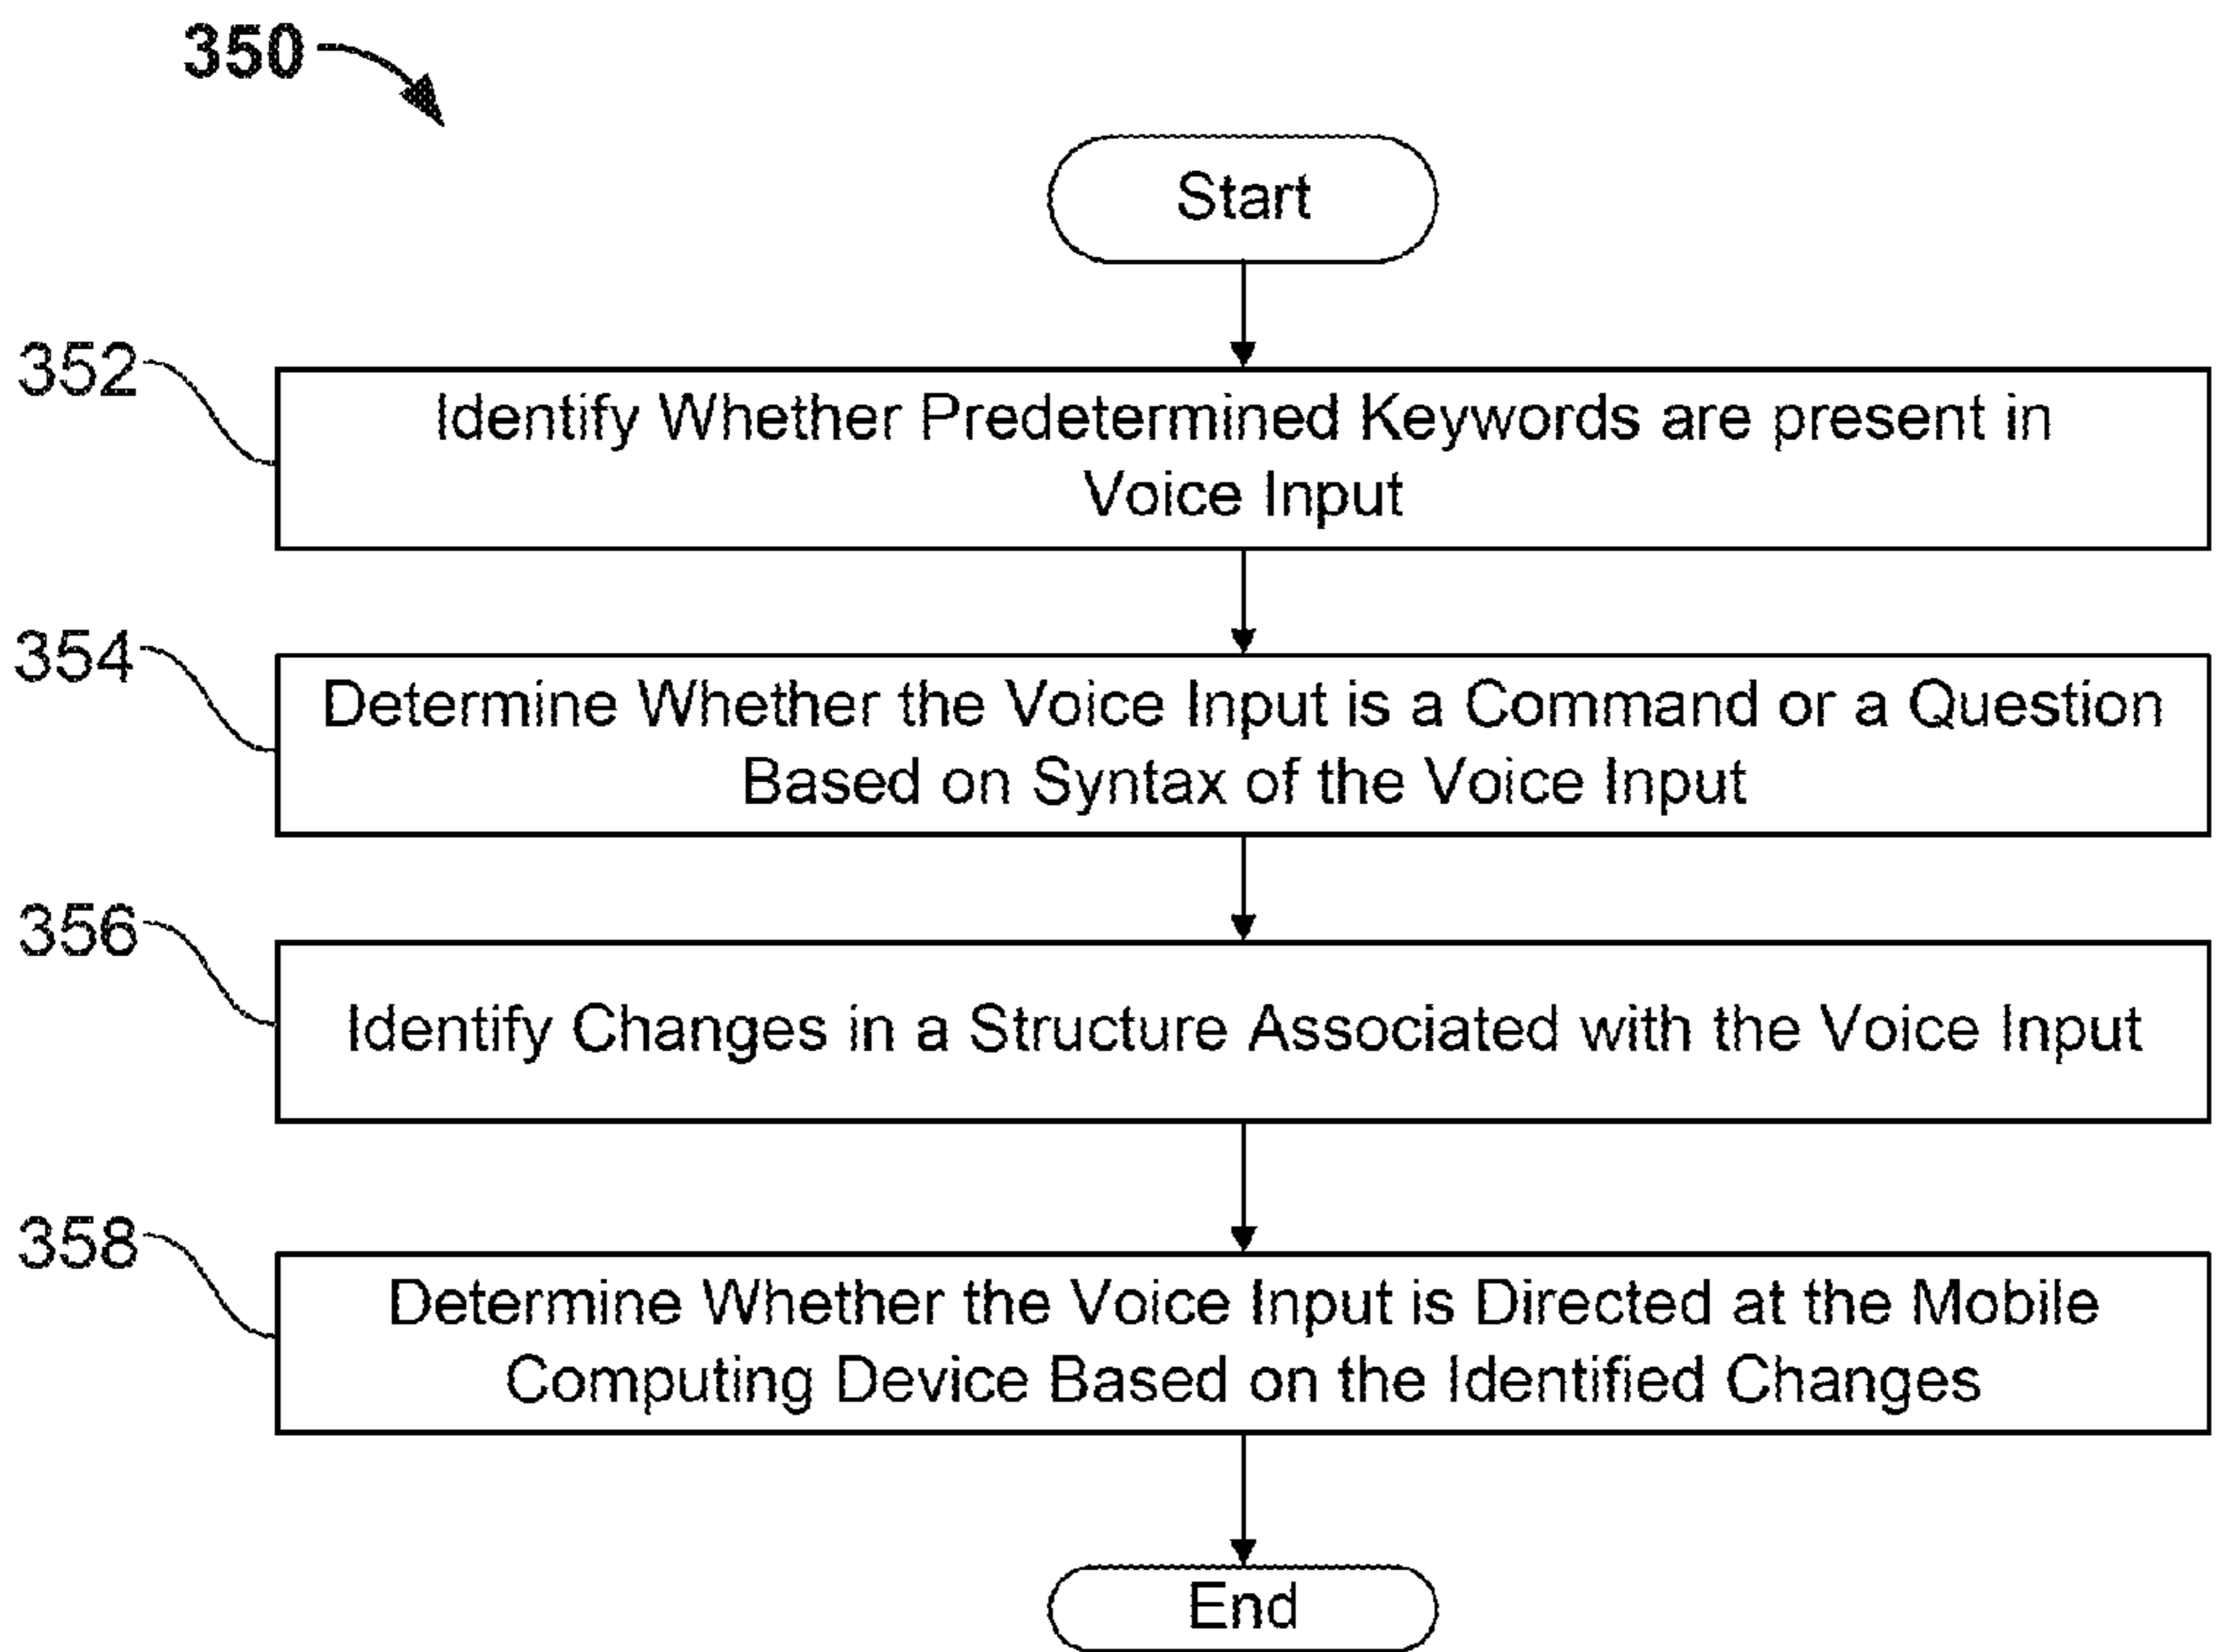 350
Start
352
Identify Whether Predetermined Keywords are present in
Voice Input
354
Determine Whether the Voice Input is a Command or a Question
Based on Syntax of the Voice Input
356
Identify Changes in a Structure Associated with the Voice Input
358
Determine Whether the Voice Input is Directed at the Mobile
Computing Device Based on the Identified Changes
End